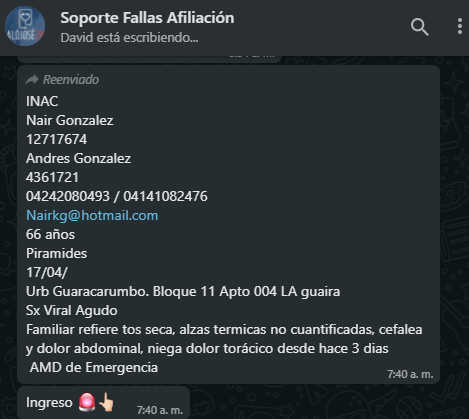 Soporte Fallas Afiliación
David está escribiendo...
Reenviado
INAC
Nair Gonzalez
12717674
Andres Gonzalez
4361721
04242080493 / 04141082476
Nairkg@hotmail.com
66 años
Piramides
17/04/
Urb Guaracarumbo. Bloque 11 Apto 004 LA guaira
Sx Viral Agudo
Familiar refiere tos seca, alzas termicas no cuantificadas, cefalea
y dolor abdominal, niega dolor torácico desde hace 3 dias
AMD de Emergencia
7:40 a. m.
Ingreso 🚨👆🏻
7:40 a. m.